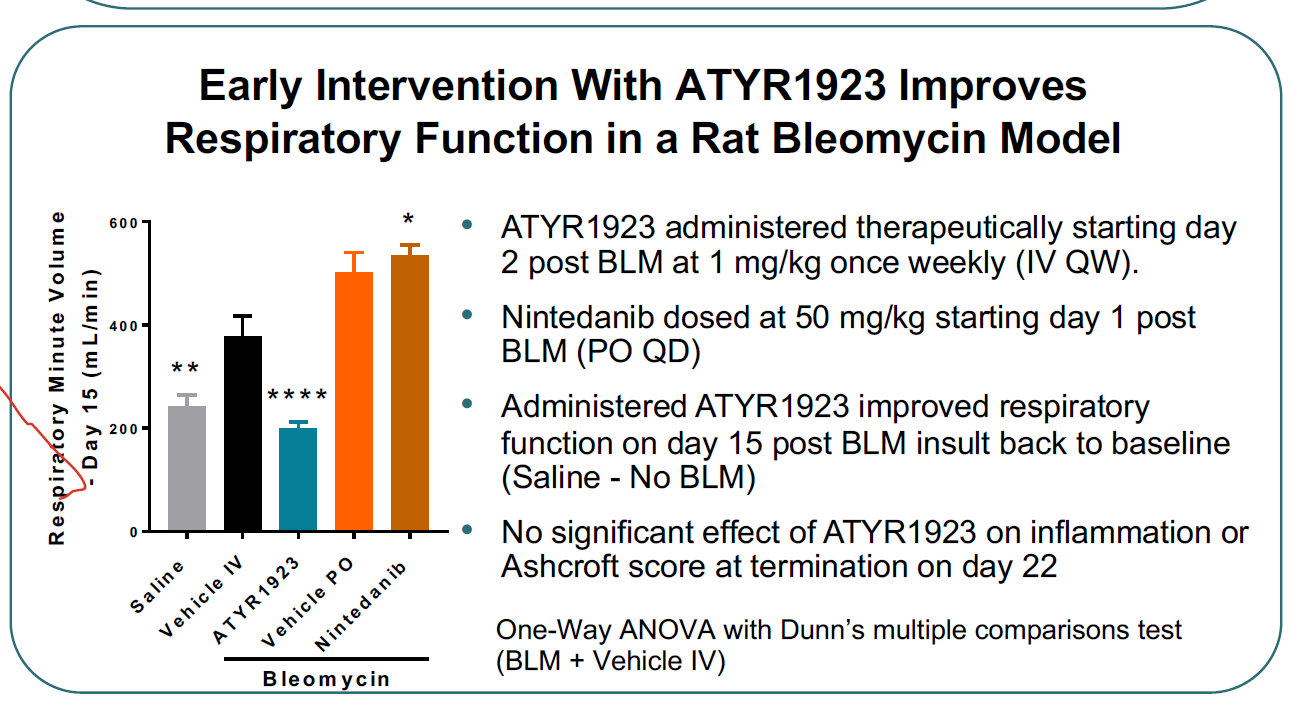 Early Intervention With ATYR1923 Improves
Respiratory Function in a Rat Bleomycin Model
Respiratory Minute Volume
- Day 15 (mL/min)
600
400
200
0
**
****
*
Saline
Vehicle IV
ATYR1923
Vehicle PO
Nintedanib
Bleomycin
• ATYR1923 administered therapeutically starting day
2 post BLM at 1 mg/kg once weekly (IV QW).
• Nintedanib dosed at 50 mg/kg starting day 1 post
BLM (PO QD)
• Administered ATYR1923 improved respiratory
function on day 15 post BLM insult back to baseline
(Saline - No BLM)
• No significant effect of ATYR1923 on inflammation or
Ashcroft score at termination on day 22
One-Way ANOVA with Dunn’s multiple comparisons test
(BLM + Vehicle IV)